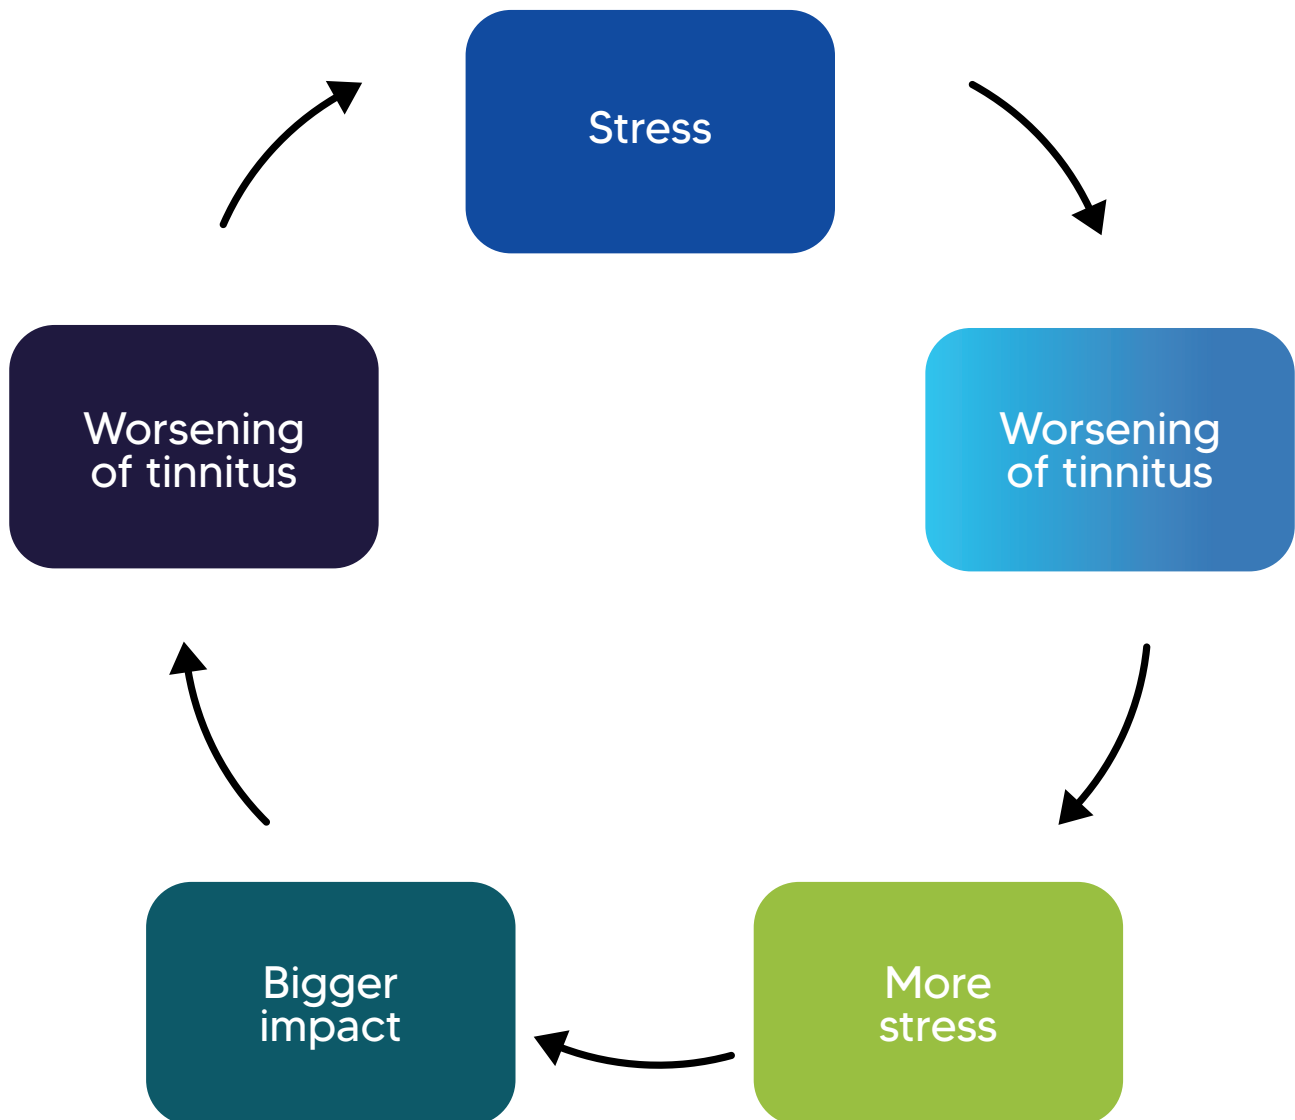 Stress
Worsening
of tinnitus
More
stress
Bigger
impact
Worsening
of tinnitus